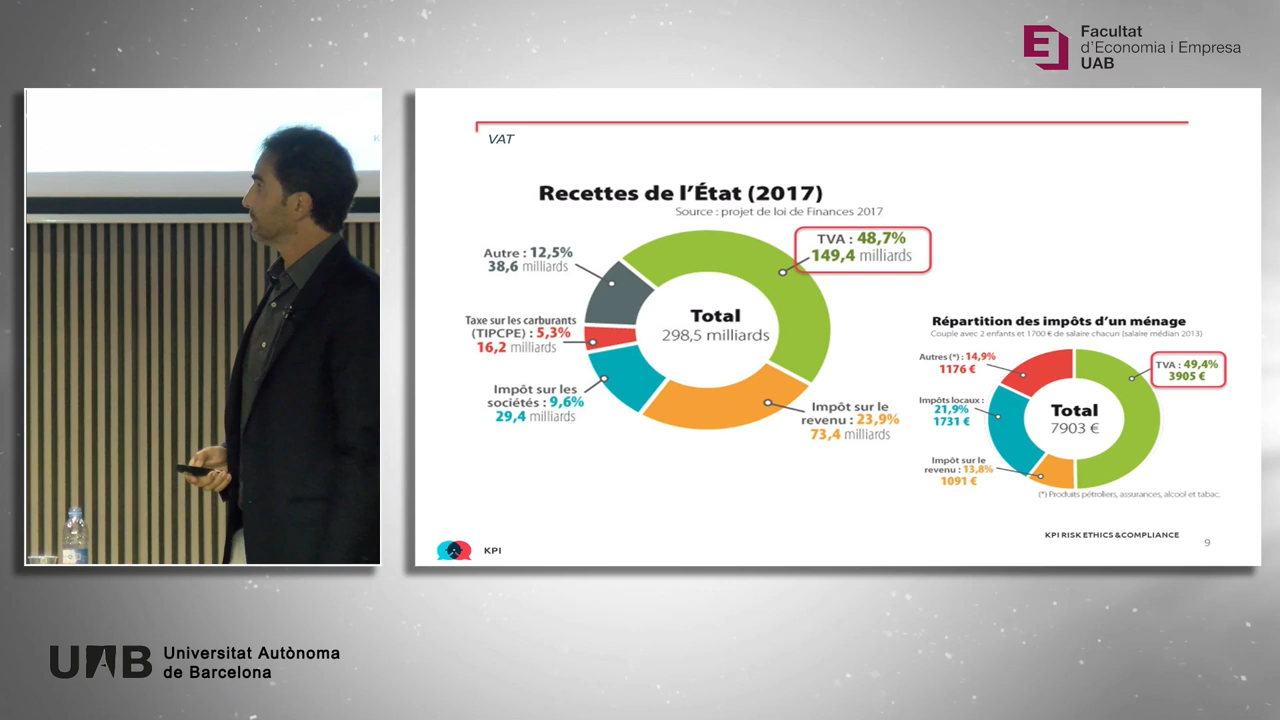 Facultat
d'Economia i Empresa
UAB
VAT
Recettes de l'État (2017)
Source : projet de loi de Finances 2017
TVA : 48,7%
149,4 milliards
Autre : 12,5%
38,6 milliards
Taxe sur les carburants
(TIPCPE) : 5,3%
16,2 milliards
Total
298,5 milliards
Impôt sur les
sociétés : 9,6%
29,4 milliards
Impôt sur le
revenu : 23,9%
73,4 milliards
Répartition des impôts d'un ménage
Couple avec 2 enfants et 1700 € de salaire chacun (salaire médian 2013)
Autres (*) : 14,9%
1176 €
TVA : 49,4%
3905 €
Impôts locaux :
21,9%
1731 €
Total
7903 €
Impôt sur le
revenu : 13,8%
1091 €
(*) Produits pétroliers, assurances, alcool et tabac.
KPI
KPI RISK ETHICS &COMPLIANCE
9
UAB
Universitat Autònoma
de Barcelona